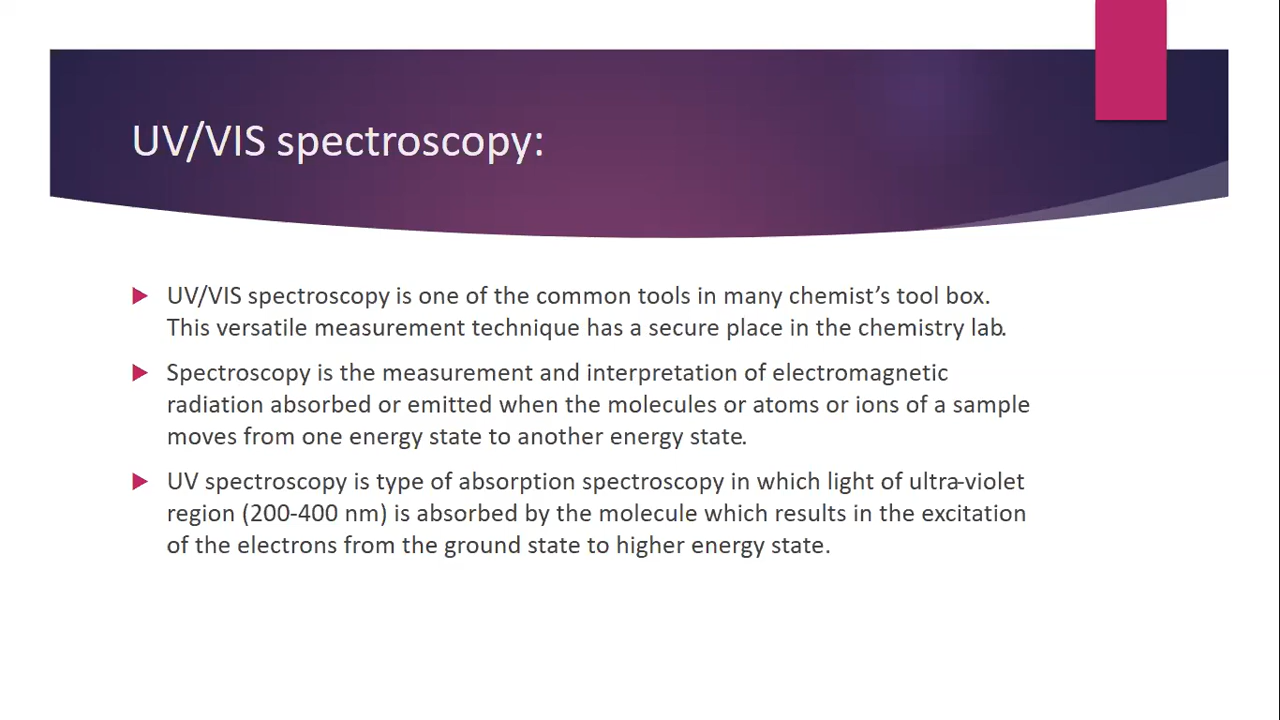 UV/VIS spectroscopy:
UV/VIS spectroscopy is one of the common tools in many chemist’s tool box.
This versatile measurement technique has a secure place in the chemistry lab.
Spectroscopy is the measurement and interpretation of electromagnetic
radiation absorbed or emitted when the molecules or atoms or ions of a sample
moves from one energy state to another energy state.
UV spectroscopy is type of absorption spectroscopy in which light of ultra-violet
region (200-400 nm) is absorbed by the molecule which results in the excitation
of the electrons from the ground state to higher energy state.